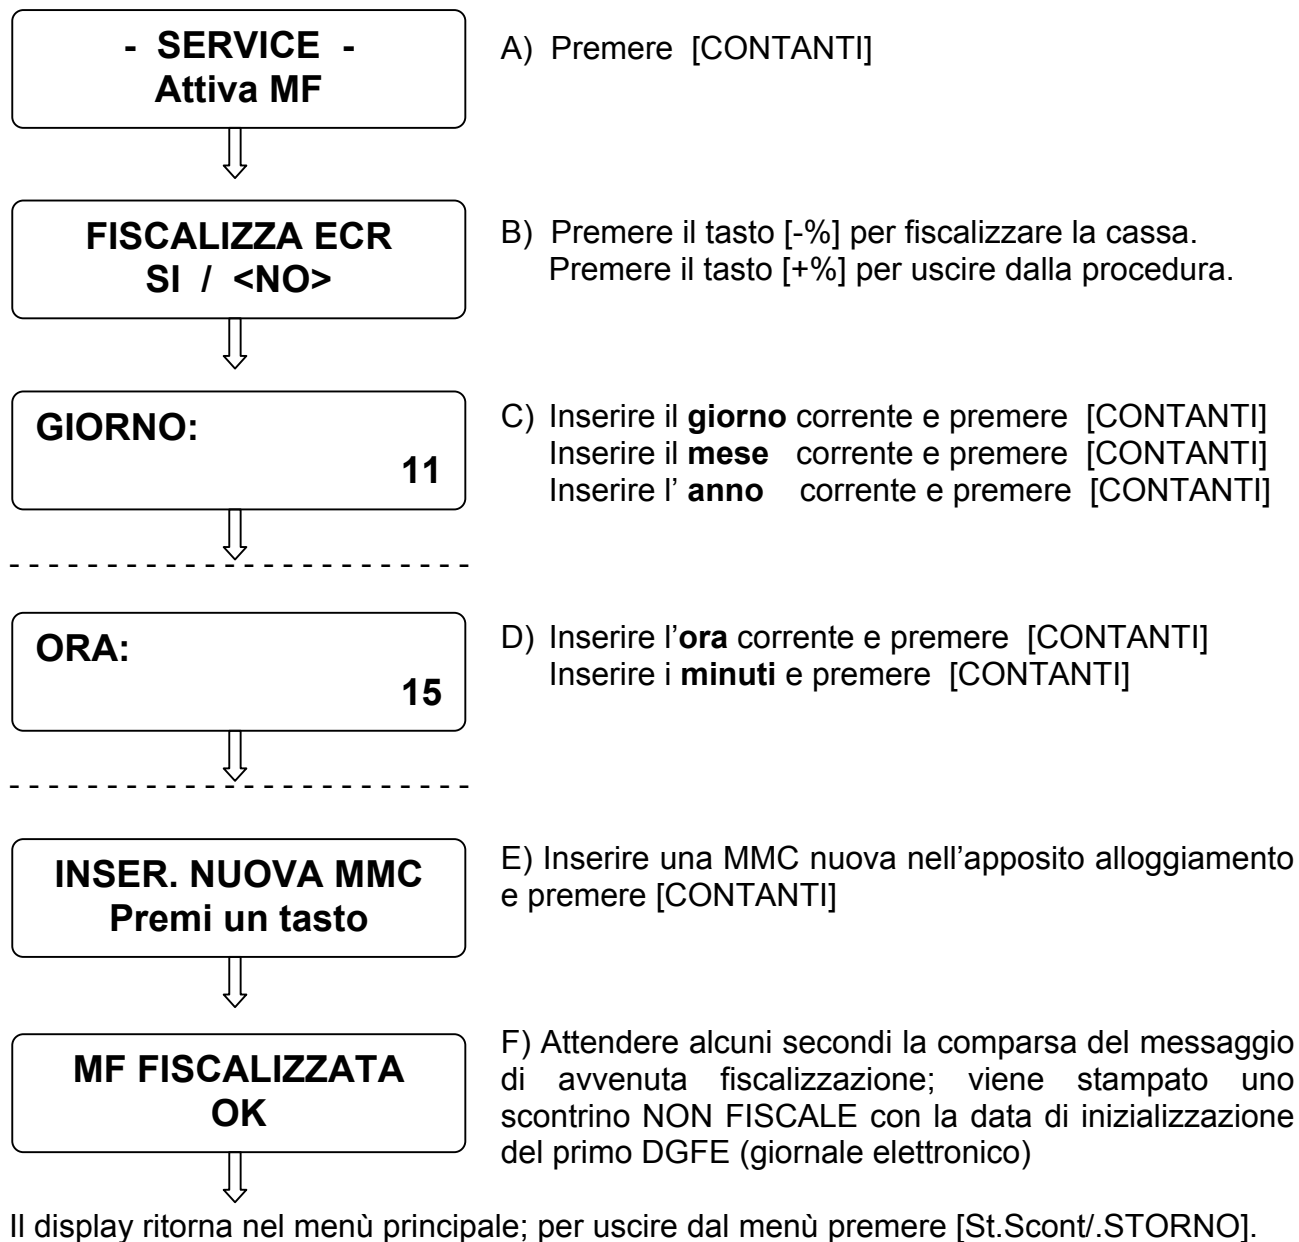 - SERVICE -
Attiva MF
A) Premere [CONTANTI]
FISCALIZZA ECR
SI / <NO>
B) Premere il tasto [-%] per fiscalizzare la cassa.
Premere il tasto [+%] per uscire dalla procedura.
GIORNO:
11
C) Inserire il giorno corrente e premere [CONTANTI]
Inserire il mese corrente e premere [CONTANTI]
Inserire l' anno corrente e premere [CONTANTI]
ORA:
15
D) Inserire l'ora corrente e premere [CONTANTI]
Inserire i minuti e premere [CONTANTI]
INSER. NUOVA MMC
Premi un tasto
E) Inserire una MMC nuova nell'apposito alloggiamento
e premere [CONTANTI]
MF FISCALIZZATA
OK
F) Attendere alcuni secondi la comparsa del messaggio
di avvenuta fiscalizzazione; viene stampato uno
scontrino NON FISCALE con la data di inizializzazione
del primo DGFE (giornale elettronico)
Il display ritorna nel menù principale; per uscire dal menù premere [St.Scont/.STORNO].